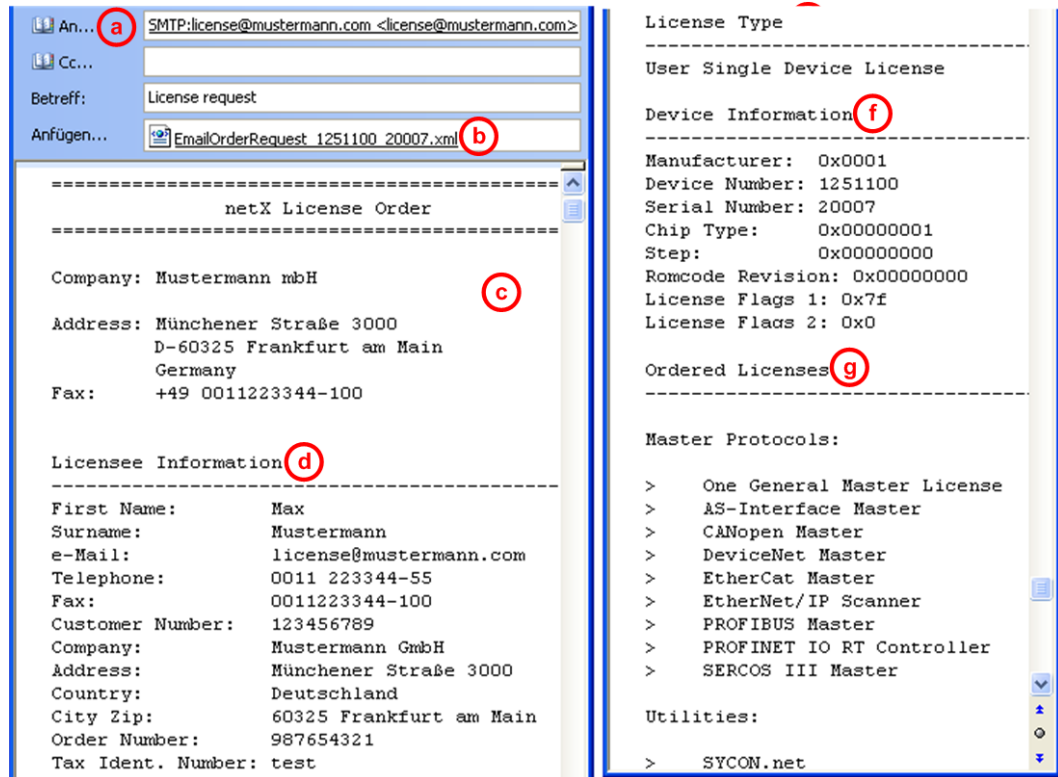 An... a SMTP:license@mustermann.com <license@mustermann.com>
Cc...
Betreff: License request
Anfügen... EmailOrderRequest_1251100_20007.xml b
================================================
netX License Order
================================================
Company: Mustermann mbH
c
Address: Münchener Straße 3000
D-60325 Frankfurt am Main
Germany
Fax: +49 0011223344-100
Licensee Information d
------------------------------------------------
First Name: Max
Surname: Mustermann
e-Mail: license@mustermann.com
Telephone: 0011 223344-55
Fax: 0011223344-100
Customer Number: 123456789
Company: Mustermann GmbH
Address: Münchener Straße 3000
Country: Deutschland
City Zip: 60325 Frankfurt am Main
Order Number: 987654321
Tax Ident. Number: test
License Type
------------------------------------
User Single Device License
Device Information f
------------------------------------
Manufacturer: 0x0001
Device Number: 1251100
Serial Number: 20007
Chip Type: 0x00000001
Step: 0x00000000
Romcode Revision: 0x00000000
License Flags 1: 0x7f
License Flags 2: 0x0
Ordered Licenses g
------------------------------------
Master Protocols:
> One General Master License
> AS-Interface Master
> CANopen Master
> DeviceNet Master
> EtherCat Master
> EtherNet/IP Scanner
> PROFIBUS Master
> PROFINET IO RT Controller
> SERCOS III Master
Utilities:
> SYCON.net